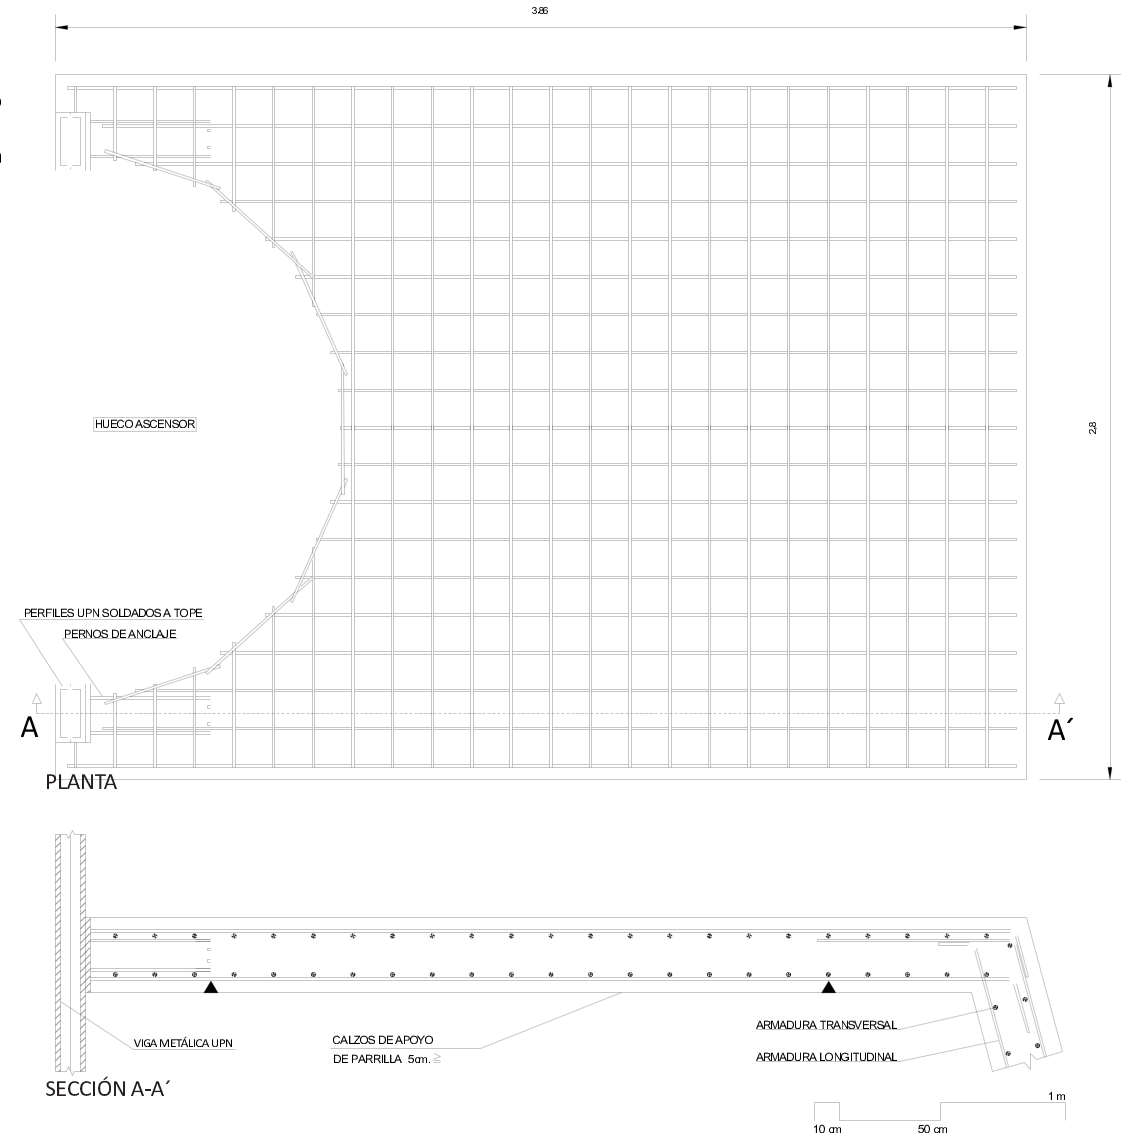 3.86
2,8
HUECO ASCENSOR
PERFILES UPN SOLDADOS A TOPE
PERNOS DE ANCLAJE
A
A´
PLANTA
VIGA METÁLICA UPN
CALZOS DE APOYO
DE PARRILLA 5cm. ≥
ARMADURA TRANSVERSAL
ARMADURA LONGITUDINAL
SECCIÓN A-A´
1 m
10 cm
50 cm